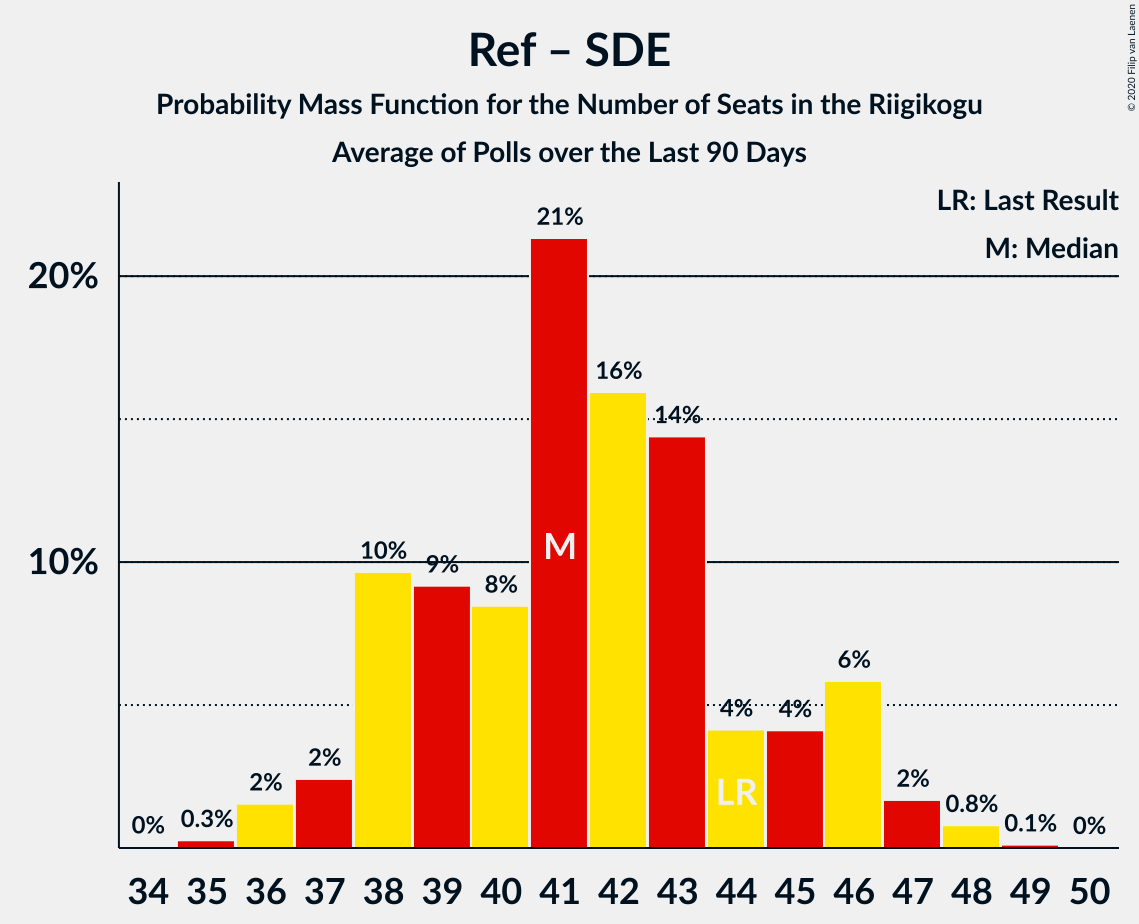 Ref – SDE
Probability Mass Function for the Number of Seats in the Riigikogu
Average of Polls over the Last 90 Days
© 2020 Filip van Laenen
LR: Last Result
M: Median
20%
10%
0%
0.3%
2%
2%
10%
9%
8%
21%
16%
14%
4%
4%
6%
2%
0.8%
0.1%
0%
M
LR
34 35 36 37 38 39 40 41 42 43 44 45 46 47 48 49 50